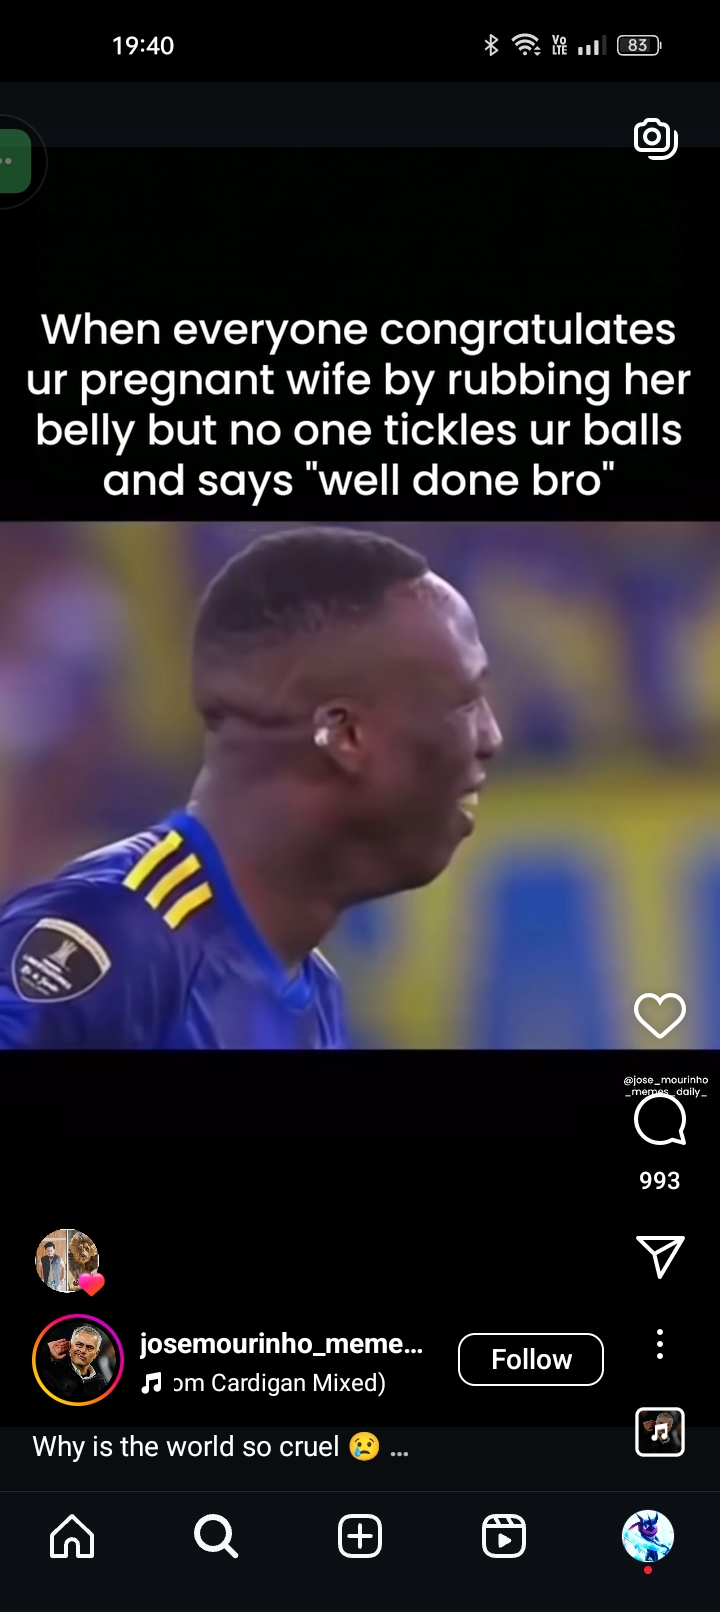 19:40
Vo
LTE
83
When everyone congratulates
ur pregnant wife by rubbing her
belly but no one tickles ur balls
and says "well done bro"
@jose_mourinho
_memes_daily_
993
josemourinho_meme...
Follow
om Cardigan Mixed)
Why is the world so cruel 😢 ...